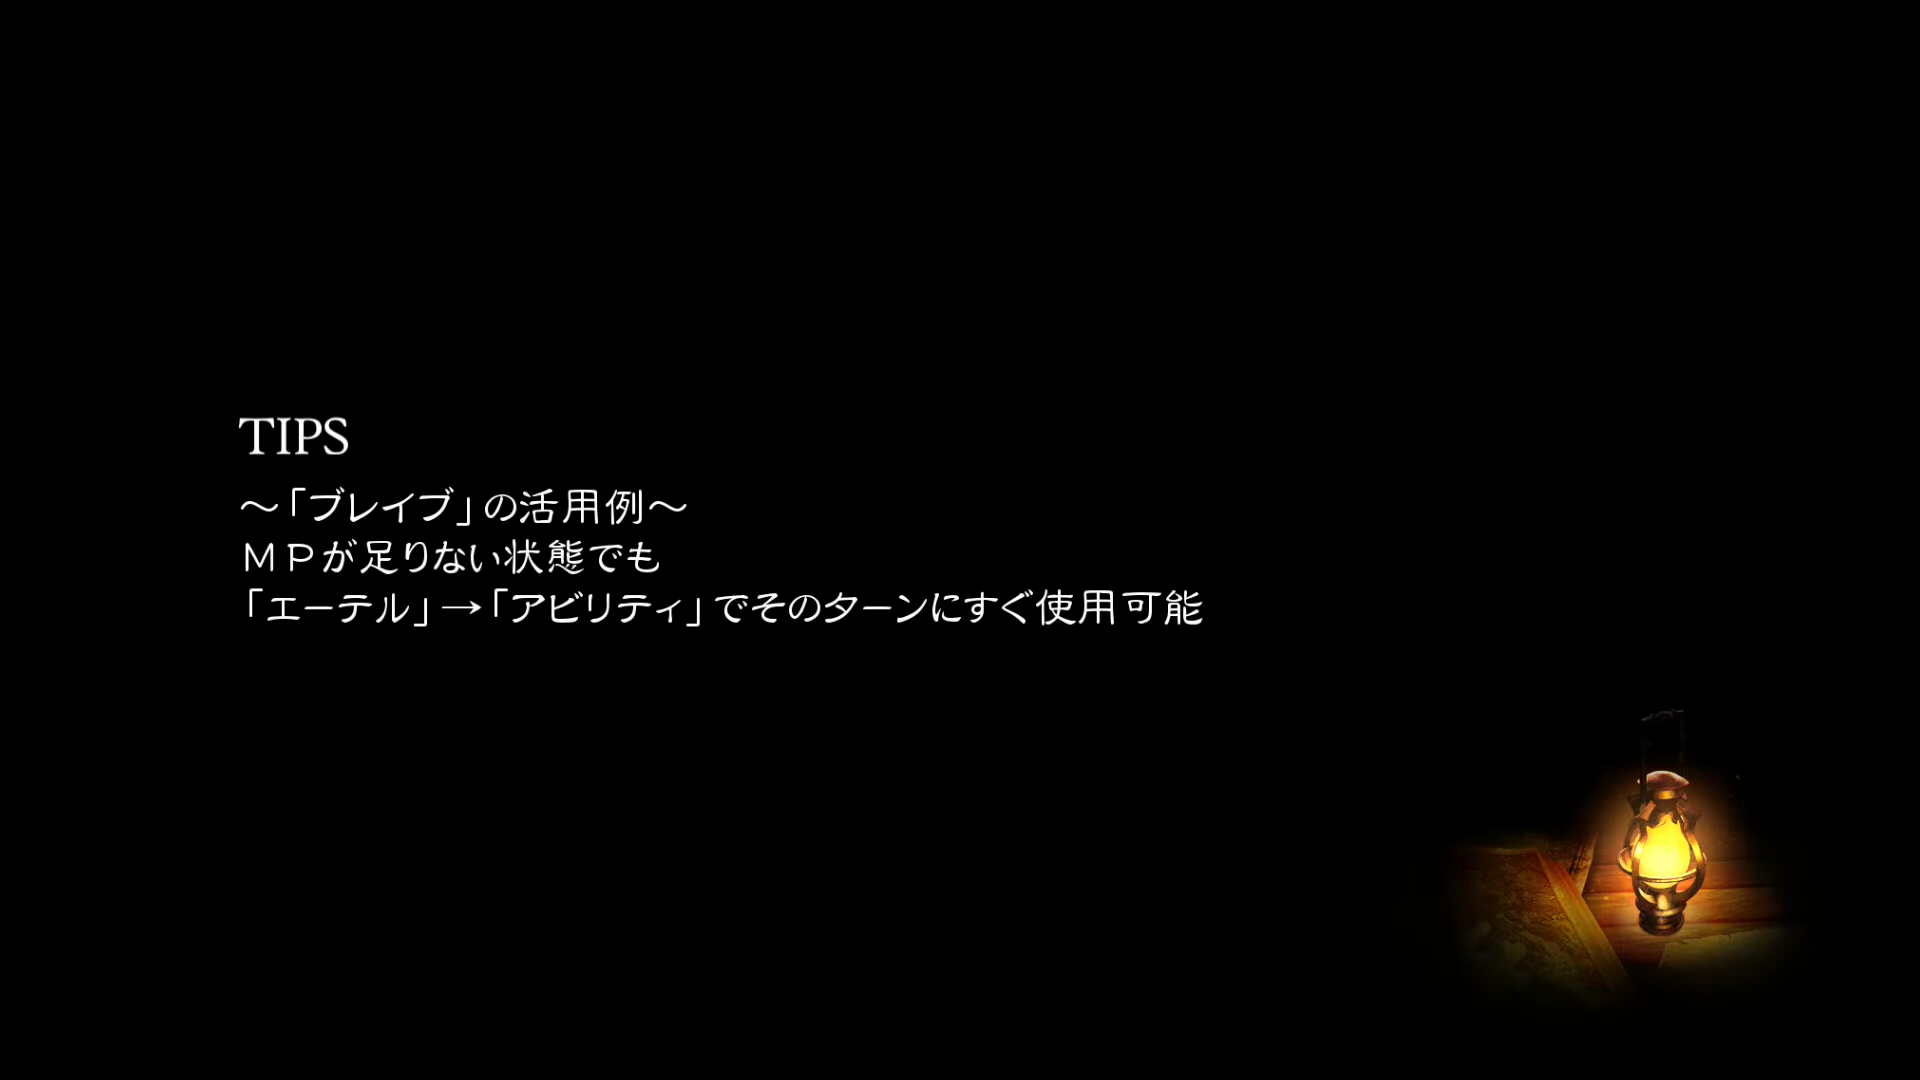 TIPS
～「ブレイブ」の活用例～
ＭＰが足りない状態でも
「エーテル」→「アビリティ」でそのターンにすぐ使用可能